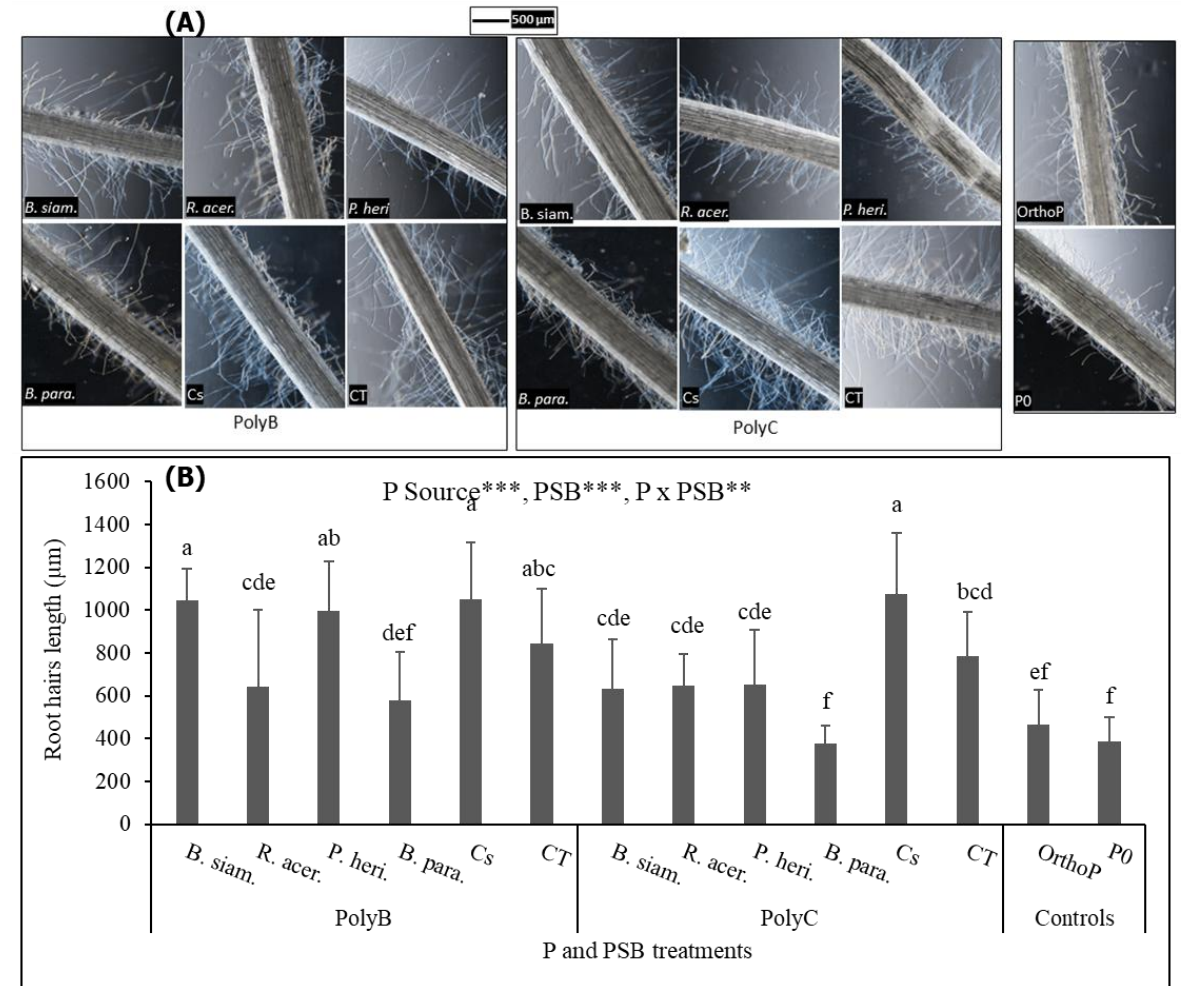 (A)
500 µm
B. siam.
R. acer.
P. heri
B. siam.
R. acer.
P. heri.
OrthoP
B. para.
Cs
CT
B. para.
Cs
CT
P0
PolyB
PolyC
(B)
P Source***, PSB***, P x PSB**
Root hairs length (µm)
1600
1400
1200
1000
800
600
400
200
0
a
cde
ab
def
a
abc
cde
cde
cde
f
a
bcd
ef
f
B. siam.
R. acer.
P. heri.
B. para.
Cs
CT
B. siam.
R. acer.
P. heri.
B. para.
Cs
CT
OrthoP
P0
PolyB
PolyC
Controls
P and PSB treatments